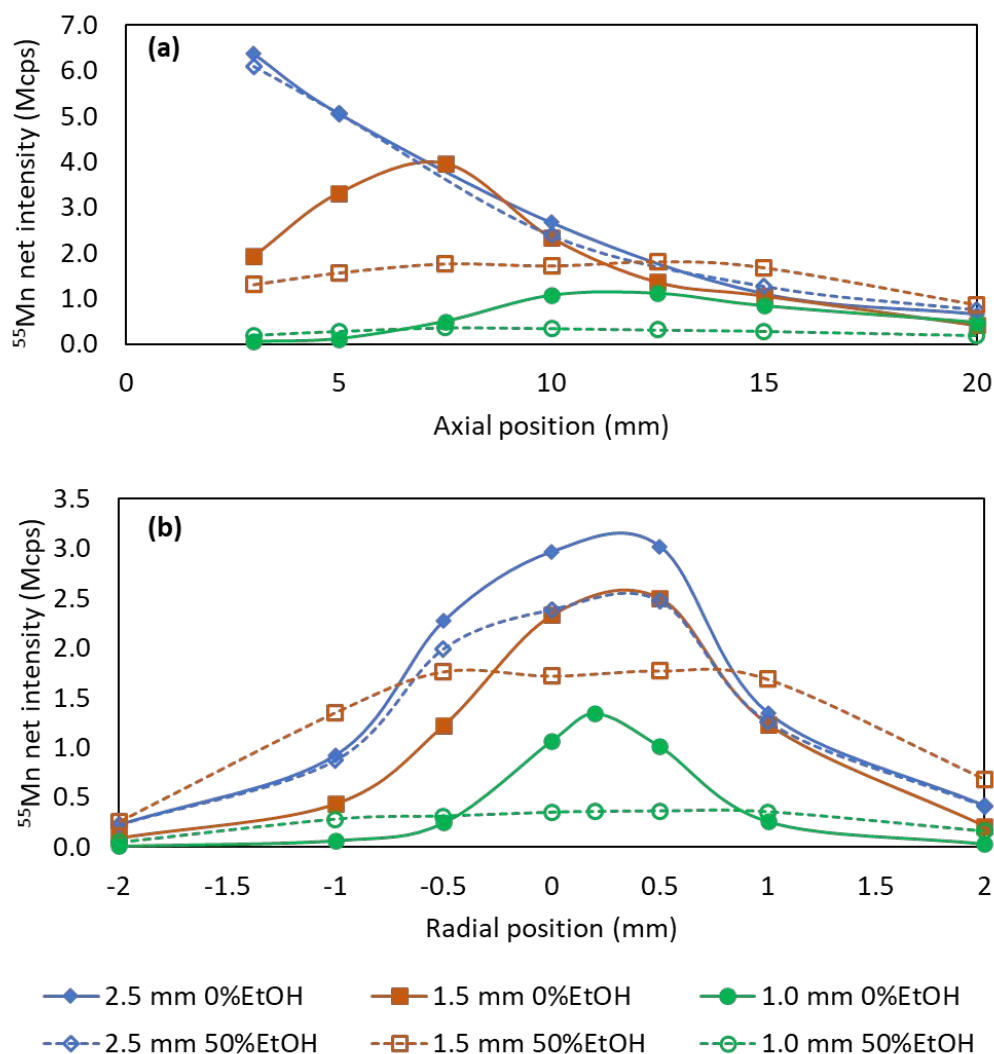 (a)
⁵⁵Mn net intensity (Mcps)
7.0
6.0
5.0
4.0
3.0
2.0
1.0
0.0
0 5 10 15 20
Axial position (mm)
(b)
⁵⁵Mn net intensity (Mcps)
3.5
3.0
2.5
2.0
1.5
1.0
0.5
0.0
-2 -1.5 -1 -0.5 0 0.5 1 1.5 2
Radial position (mm)
2.5 mm 0%EtOH 1.5 mm 0%EtOH 1.0 mm 0%EtOH
2.5 mm 50%EtOH 1.5 mm 50%EtOH 1.0 mm 50%EtOH